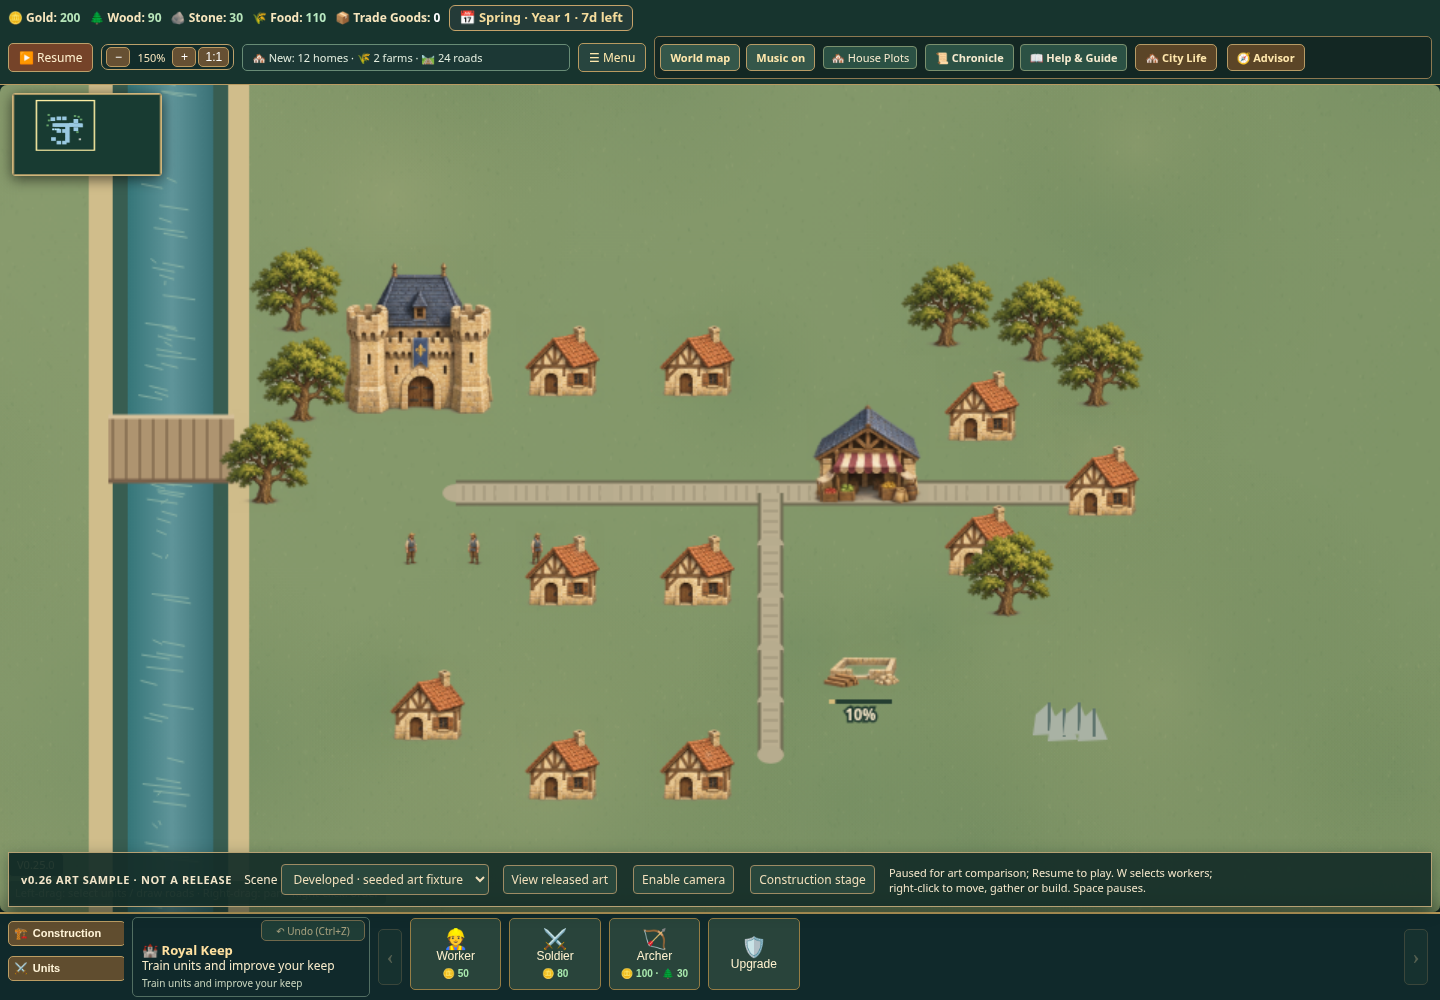 Gold: 200 Wood: 90 Stone: 30 Food: 110 Trade Goods: 0 Spring · Year 1 · 7d left
Resume − 150% + 1:1 New: 12 homes · 2 farms · 24 roads ☰ Menu World map Music on House Plots Chronicle Help & Guide City Life Advisor
10%
V0.25.0
v0.26 ART SAMPLE · NOT A RELEASE Scene Developed · seeded art fixture View released art Enable camera Construction stage
Paused for art comparison; Resume to play. W selects workers;
right-click to move, gather or build. Space pauses.
Construction
Units
↶ Undo (Ctrl+Z)
Royal Keep
Train units and improve your keep
Train units and improve your keep
‹
Worker
50
Soldier
80
Archer
100 · 30
Upgrade
›